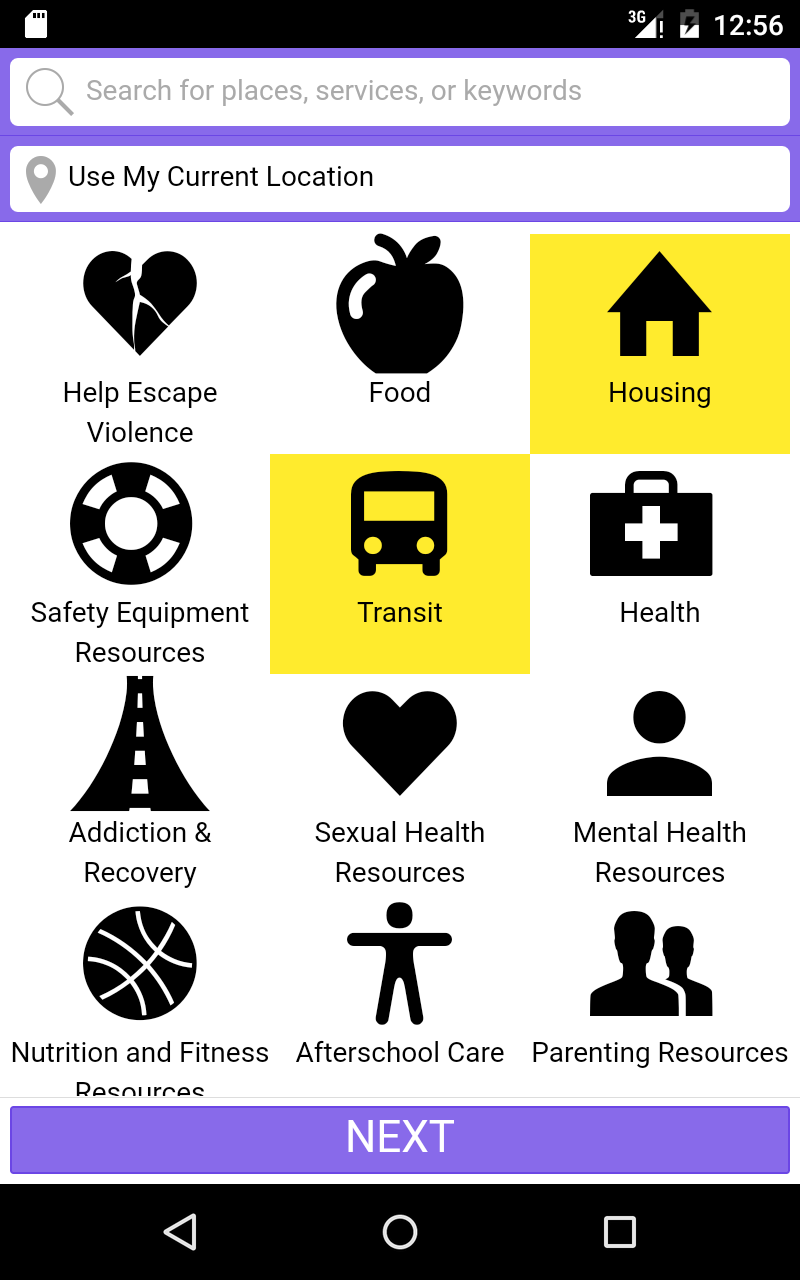 3G 12:56
Search for places, services, or keywords
Use My Current Location
Help Escape
Violence
Food
Housing
Safety Equipment
Resources
Transit
Health
Addiction &
Recovery
Sexual Health
Resources
Mental Health
Resources
Nutrition and Fitness
Resources
Afterschool Care
Parenting Resources
NEXT